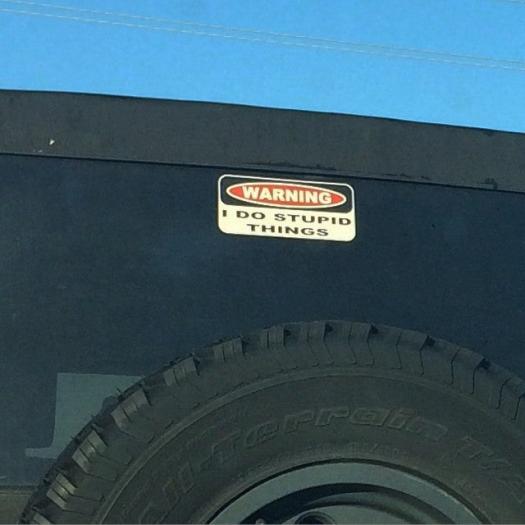 WARNING
I DO STUPID
THINGS
All-Terrain T/A